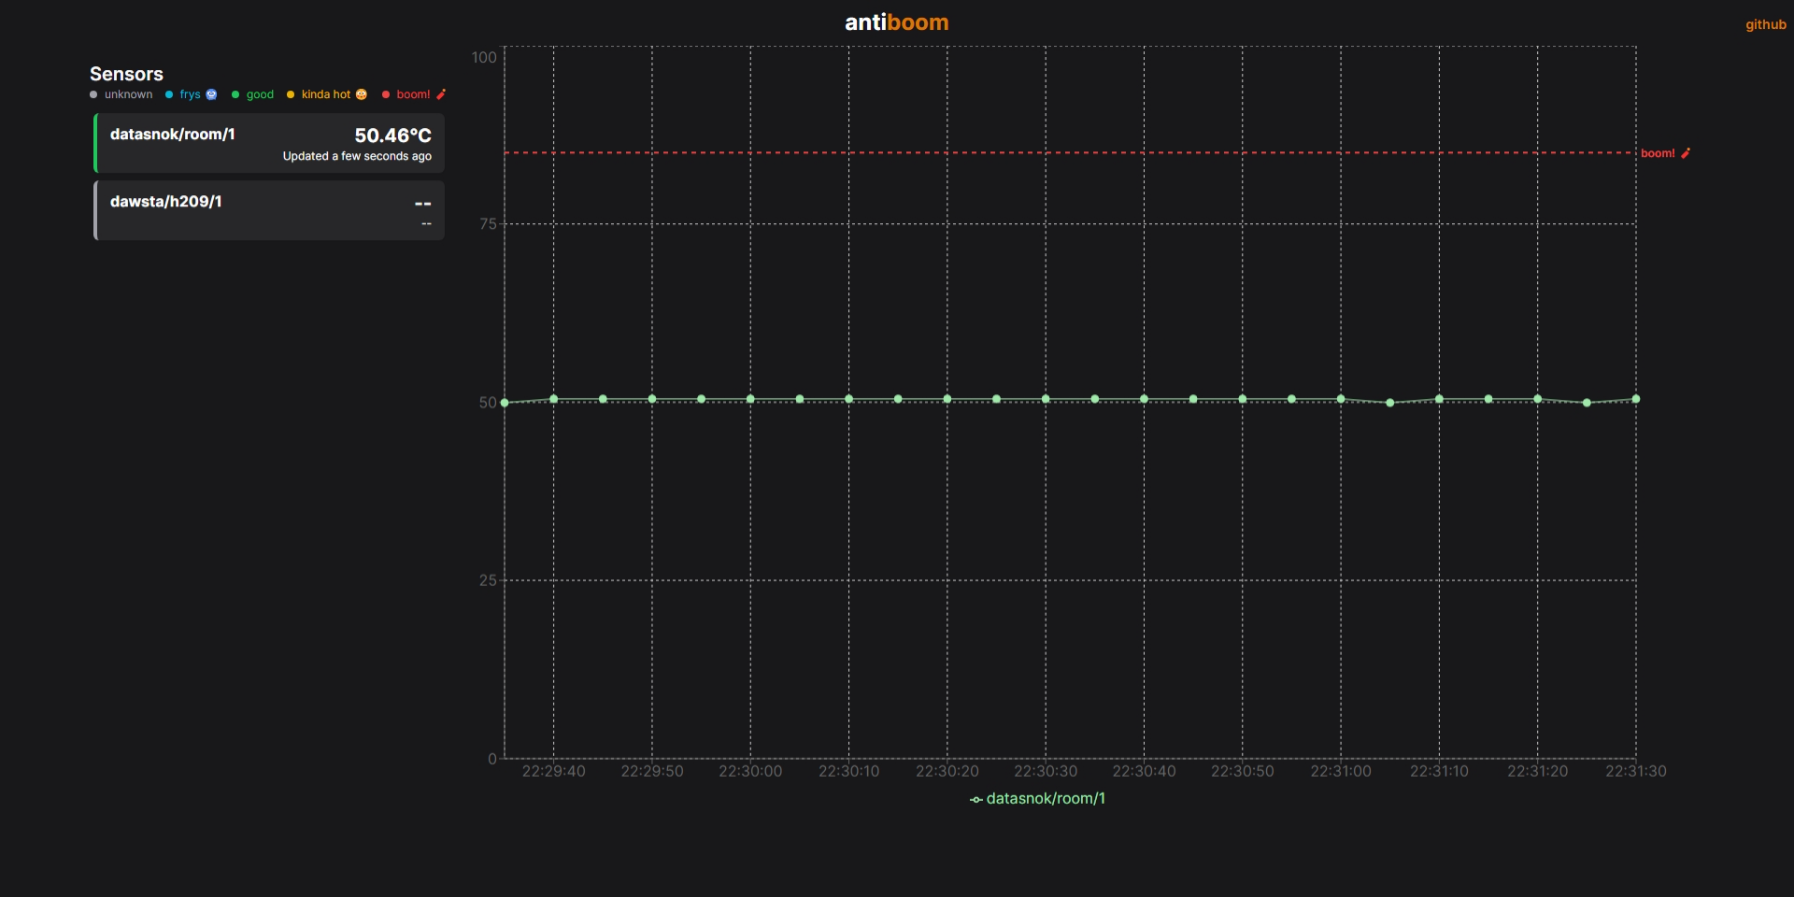 antiboom
github
Sensors
unknown frys 🥶 good kinda hot 🥵 boom! 🧨
datasnok/room/1 50.46°C
Updated a few seconds ago
dawsta/h209/1 --
--
100
boom! 🧨
75
50
25
0
22:29:40 22:29:50 22:30:00 22:30:10 22:30:20 22:30:30 22:30:40 22:30:50 22:31:00 22:31:10 22:31:20 22:31:30
datasnok/room/1